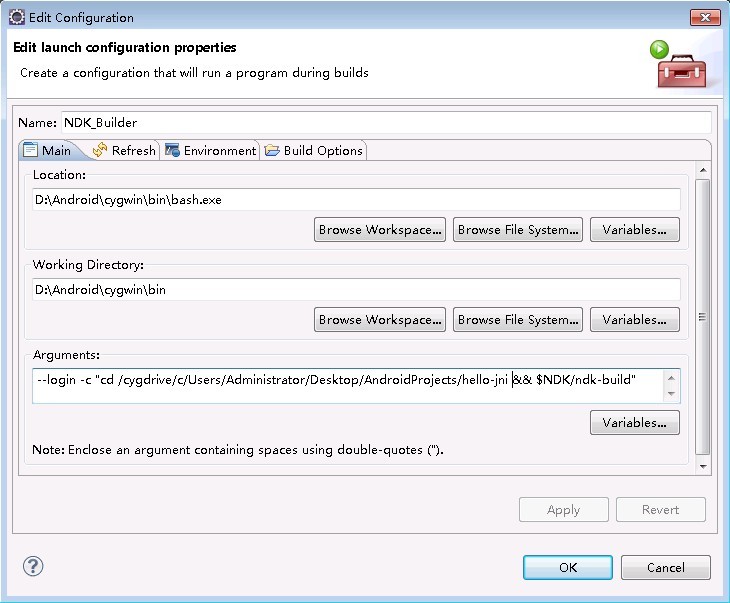 Edit Configuration
Edit launch configuration properties
Create a configuration that will run a program during builds
Name: NDK_Builder
Main Refresh Environment Build Options
Location:
D:\Android\cygwin\bin\bash.exe
Browse Workspace... Browse File System... Variables...
Working Directory:
D:\Android\cygwin\bin
Browse Workspace... Browse File System... Variables...
Arguments:
--login -c "cd /cygdrive/c/Users/Administrator/Desktop/AndroidProjects/hello-jni && $NDK/ndk-build"
Variables...
Note: Enclose an argument containing spaces using double-quotes (").
Apply Revert
? OK Cancel